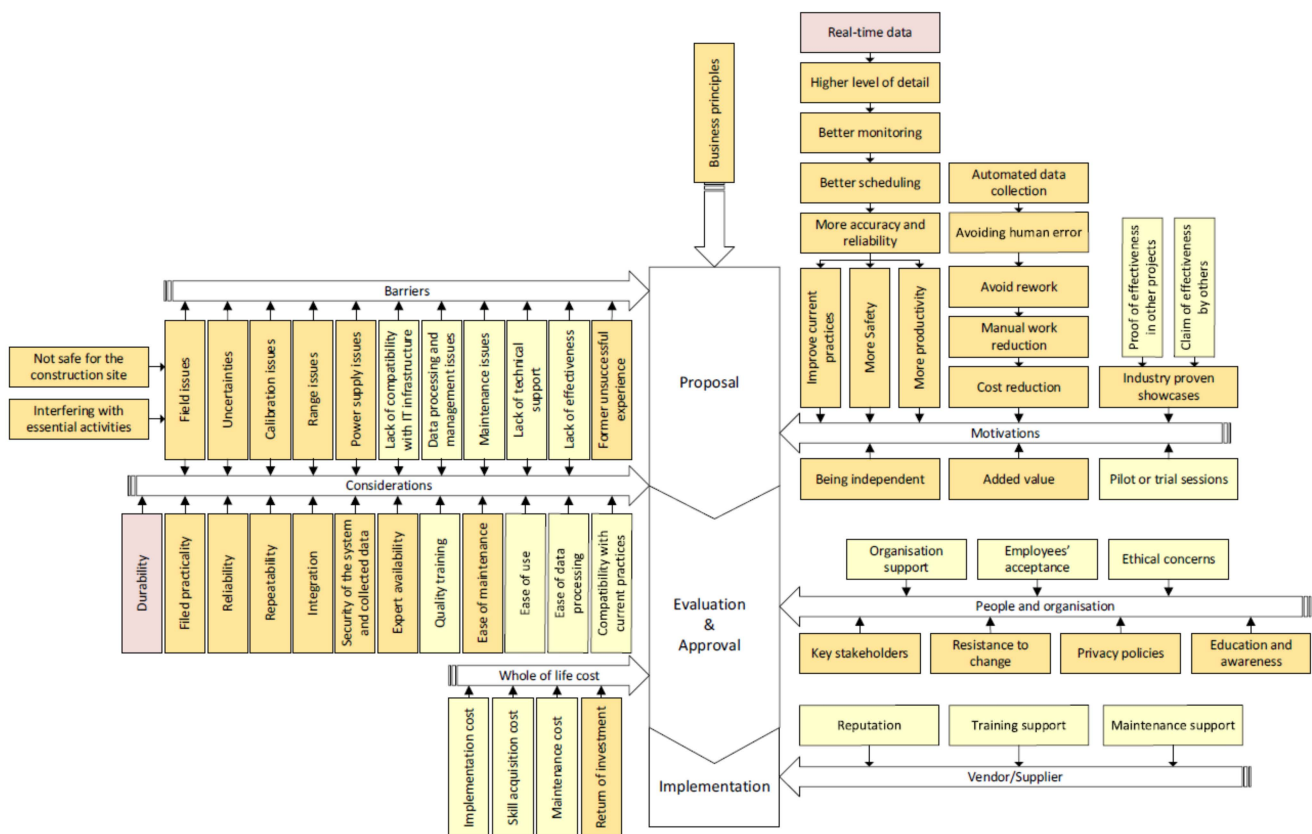 Real-time data
Higher level of detail
Better monitoring
Better scheduling
More accuracy and
reliability
Improve current
practices
More Safety
More productivity
Automated data
collection
Avoiding human error
Avoid rework
Manual work
reduction
Cost reduction
Proof of effectiveness
in other projects
Claim of effectiveness
by others
Industry proven
showcases
Motivations
Being independent
Added value
Pilot or trial sessions
Business principles
Barriers
Not safe for the
construction site
Interfering with
essential activities
Field issues
Uncertainties
Calibration issues
Range issues
Power supply issues
Lack of compatibility
with IT infrastructure
Data processing and
management issues
Maintenance issues
Lack of technical
support
Lack of effectiveness
Former unsuccessful
experience
Proposal
Considerations
Durability
Filed practicality
Reliability
Repeatability
Integration
Security of the system
and collected data
Expert availability
Quality training
Ease of maintenance
Ease of use
Ease of data
processing
Compatibility with
current practices
Evaluation
&
Approval
Organisation
support
Employees’
acceptance
Ethical concerns
People and organisation
Key stakeholders
Resistance to
change
Privacy policies
Education and
awareness
Whole of life cost
Implementation cost
Skill acquisition cost
Maintenance cost
Return of investment
Implementation
Reputation
Training support
Maintenance support
Vendor/Supplier